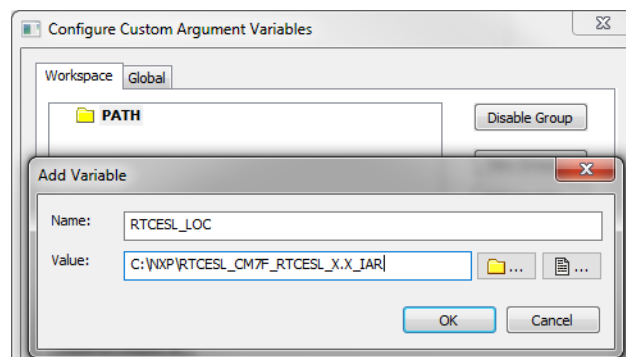 Configure Custom Argument Variables
Workspace Global
PATH
Disable Group
Add Variable
Name: RTCESL_LOC
Value: C:\NXP\RTCESL_CM7F_RTCESL_X.X_IAR ... ...
OK Cancel